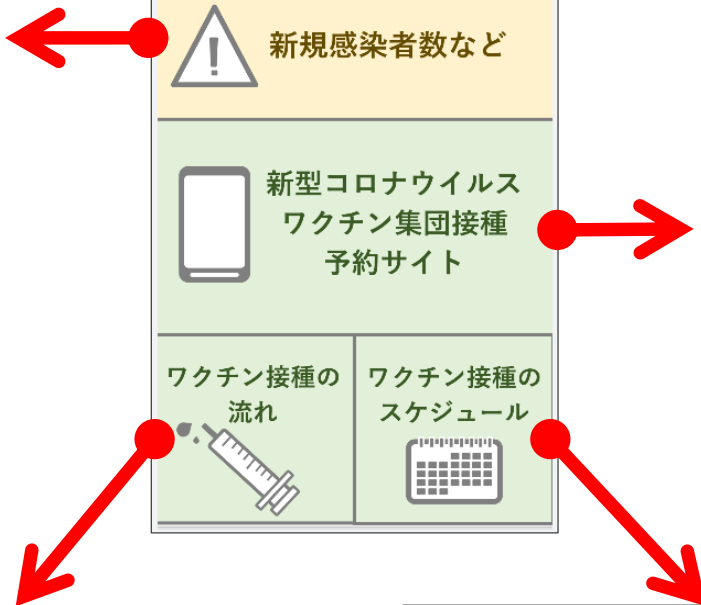 新規感染者数など
新型コロナウイルス
ワクチン集団接種
予約サイト
ワクチン接種の
流れ
ワクチン接種の
スケジュール